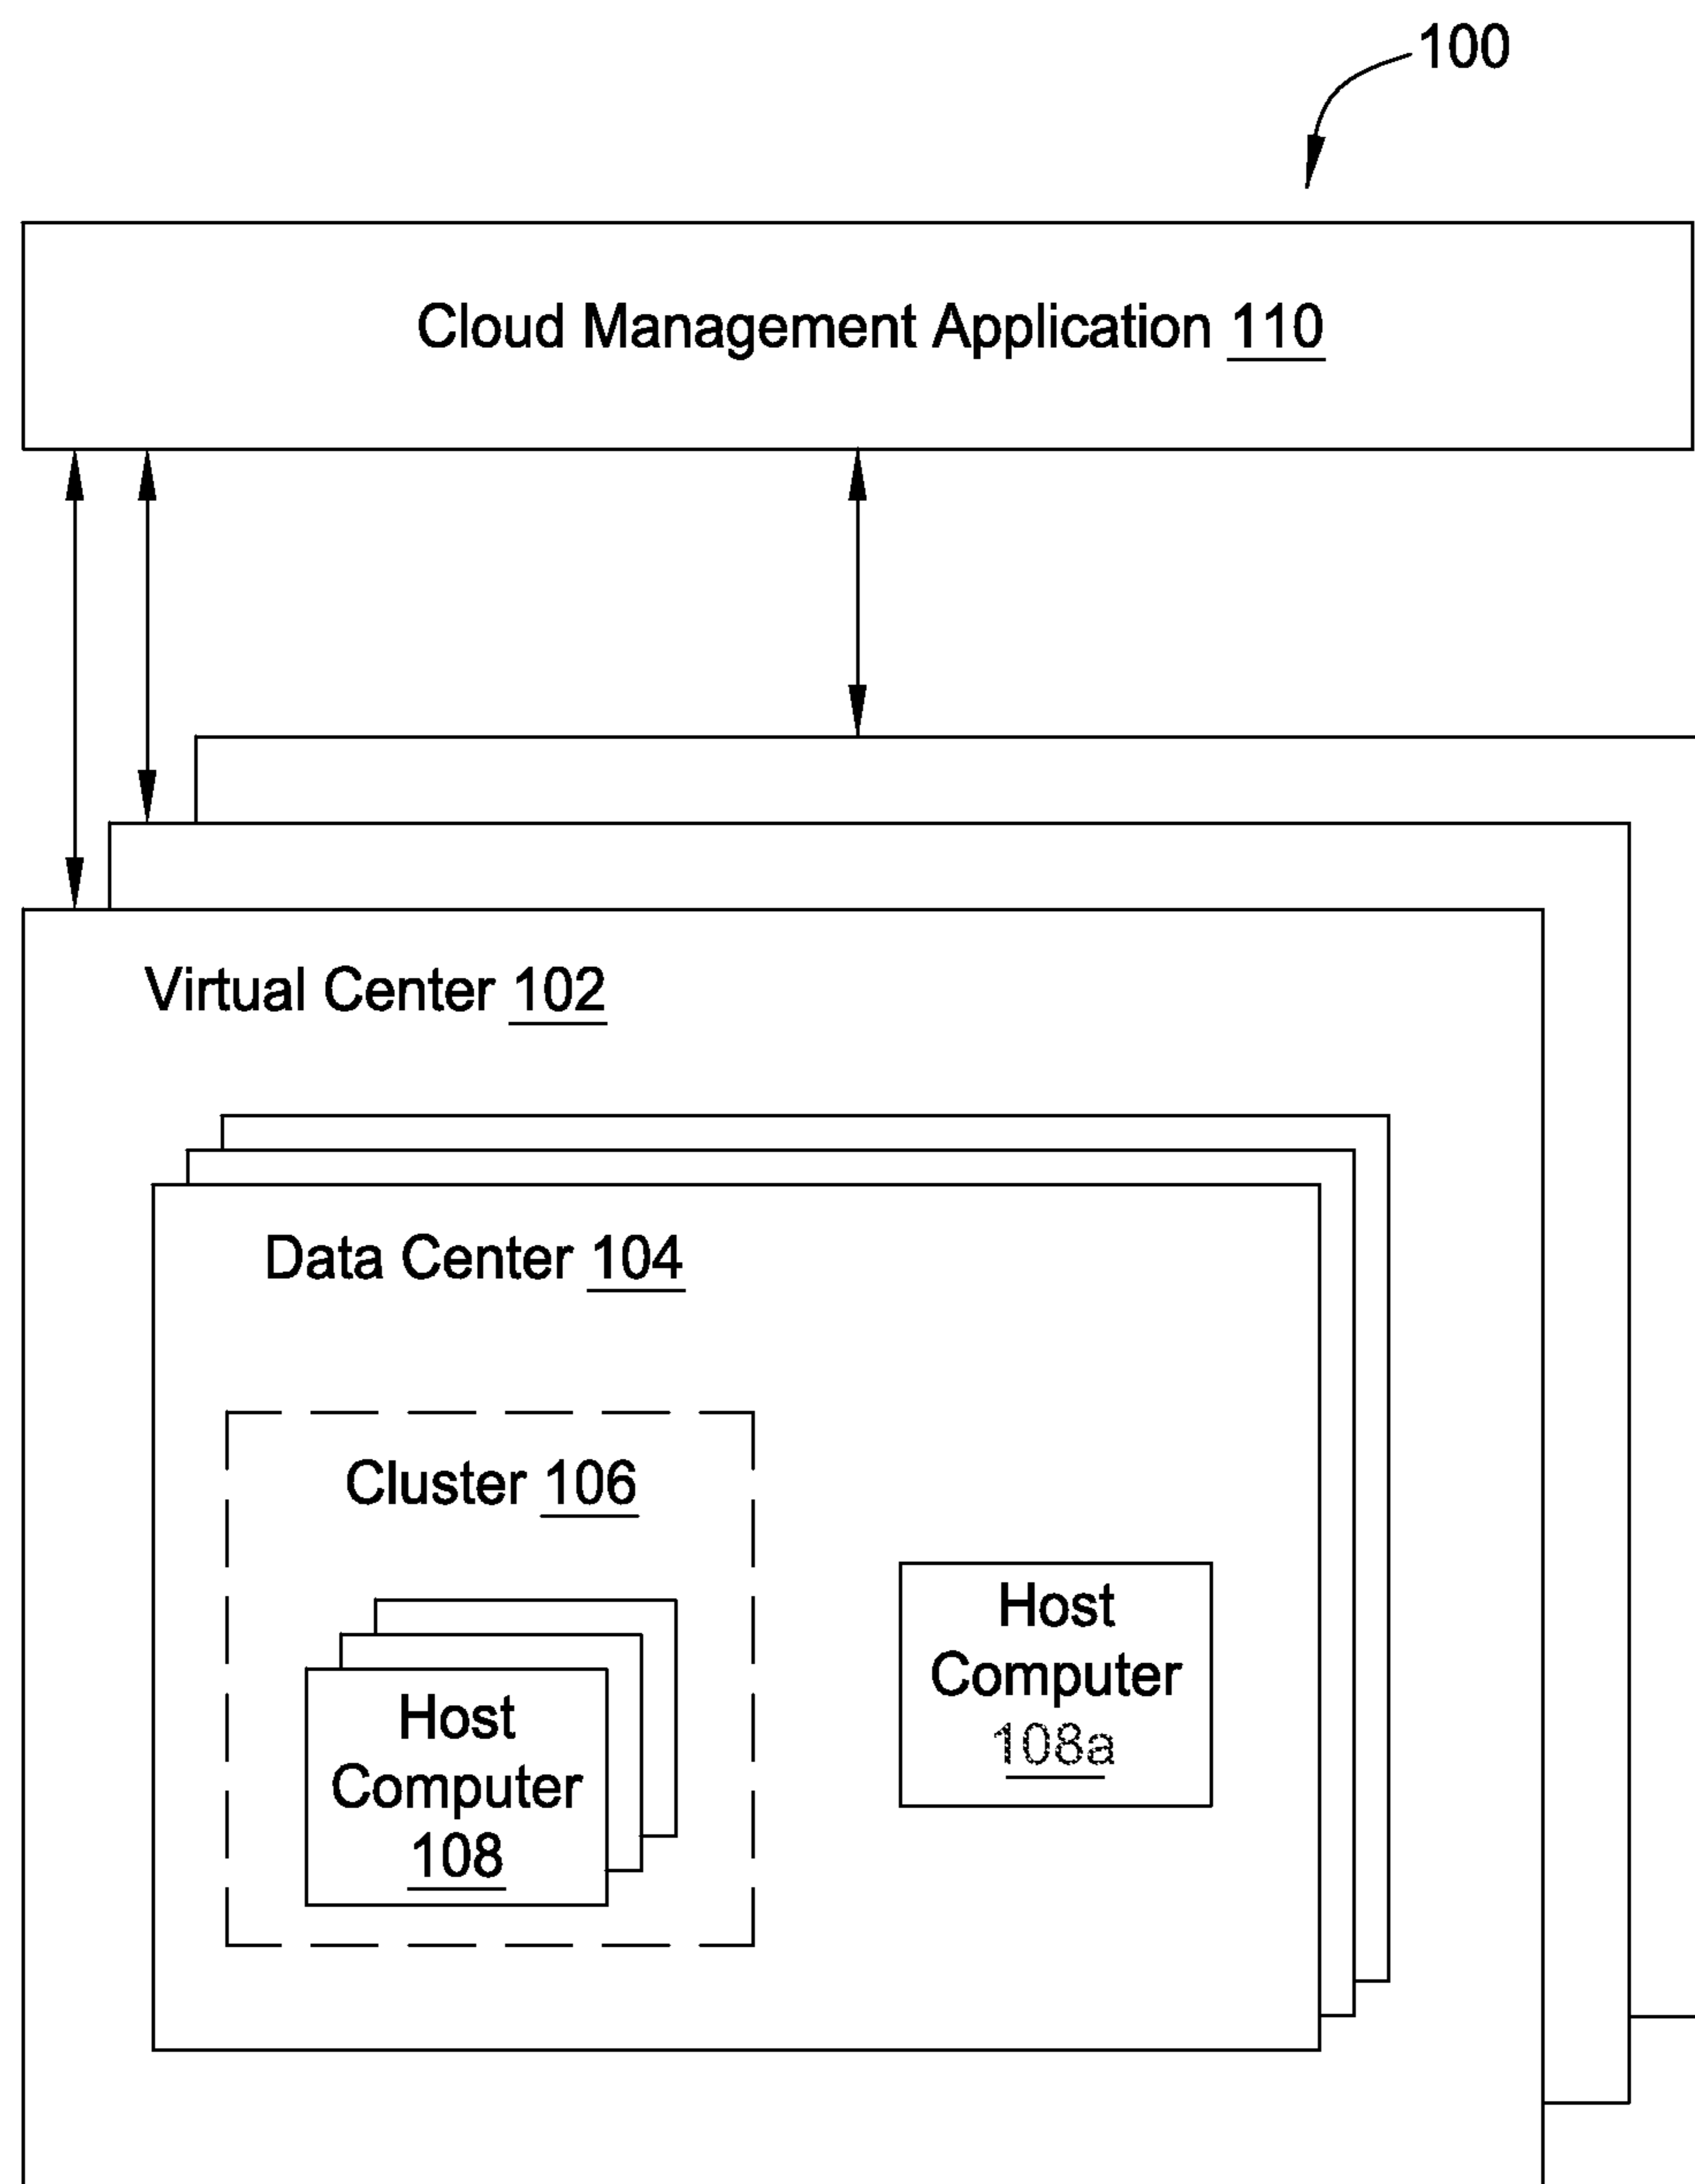 100
Cloud Management Application 110
Virtual Center 102
Data Center 104
Cluster 106
Host
Computer
108
Host
Computer
108a